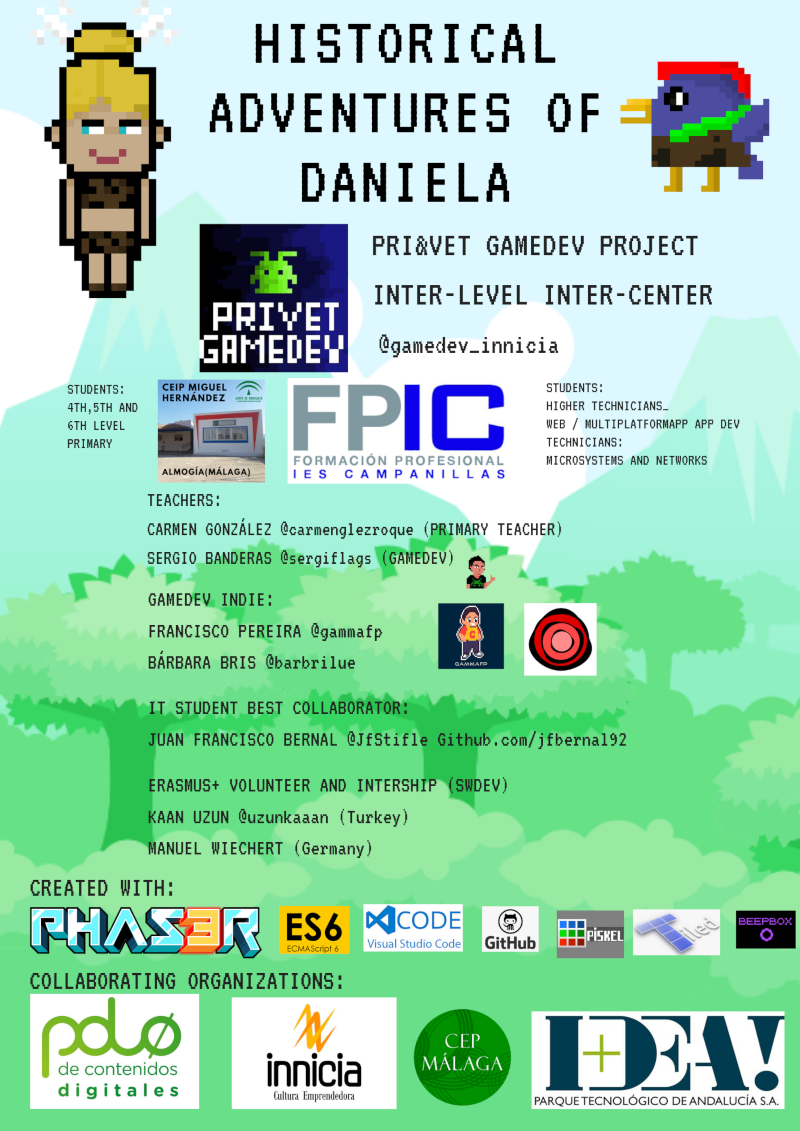 HISTORICAL
ADVENTURES OF
DANIELA
PRIVET
GAMEDEV
PRI&VET GAMEDEV PROJECT
INTER-LEVEL INTER-CENTER
@gamedev_innicia
STUDENTS:
4TH,5TH AND
6TH LEVEL
PRIMARY
CEIP MIGUEL
HERNÁNDEZ
ALMOGÍA(MÁLAGA)
FPIC
FORMACIÓN PROFESIONAL
IES CAMPANILLAS
STUDENTS:
HIGHER TECHNICIANS_
WEB / MULTIPLATFORMAPP APP DEV
TECHNICIANS:
MICROSYSTEMS AND NETWORKS
TEACHERS:
CARMEN GONZÁLEZ @carmenglezroque (PRIMARY TEACHER)
SERGIO BANDERAS @sergiflags (GAMEDEV)
GAMEDEV INDIE:
FRANCISCO PEREIRA @gammafp
BÁRBARA BRIS @barbrilue
GAMMAFP
IT STUDENT BEST COLLABORATOR:
JUAN FRANCISCO BERNAL @JfStifle Github.com/jfbernal92
ERASMUS+ VOLUNTEER AND INTERSHIP (SWDEV)
KAAN UZUN @uzunkaaan (Turkey)
MANUEL WIECHERT (Germany)
CREATED WITH:
PHAS3R
ES6
ECMAScript 6
CODE
Visual Studio Code
GitHub
PISKEL
Tiled
BEEPBOX
COLLABORATING ORGANIZATIONS:
polo
de contenidos
digitales
innicia
Cultura Emprendedora
CEP
MÁLAGA
I+DEA!
PARQUE TECNOLÓGICO DE ANDALUCÍA S.A.